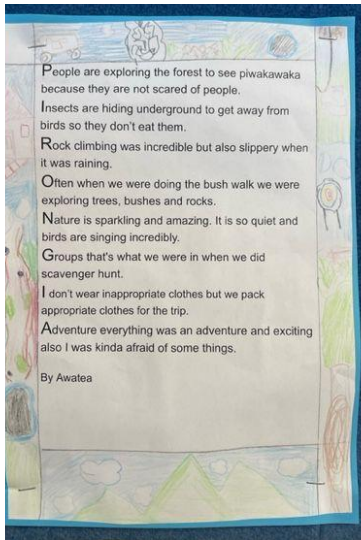 People are exploring the forest to see piwakawaka
because they are not scared of people.
Insects are hiding underground to get away from
birds so they don't eat them.
Rock climbing was incredible but also slippery when
it was raining.
Often when we were doing the bush walk we were
exploring trees, bushes and rocks.
Nature is sparkling and amazing. It is so quiet and
birds are singing incredibly.
Groups that's what we were in when we did
scavenger hunt.
I don't wear inappropriate clothes but we pack
appropriate clothes for the trip.
Adventure everything was an adventure and exciting
also I was kinda afraid of some things.
By Awatea